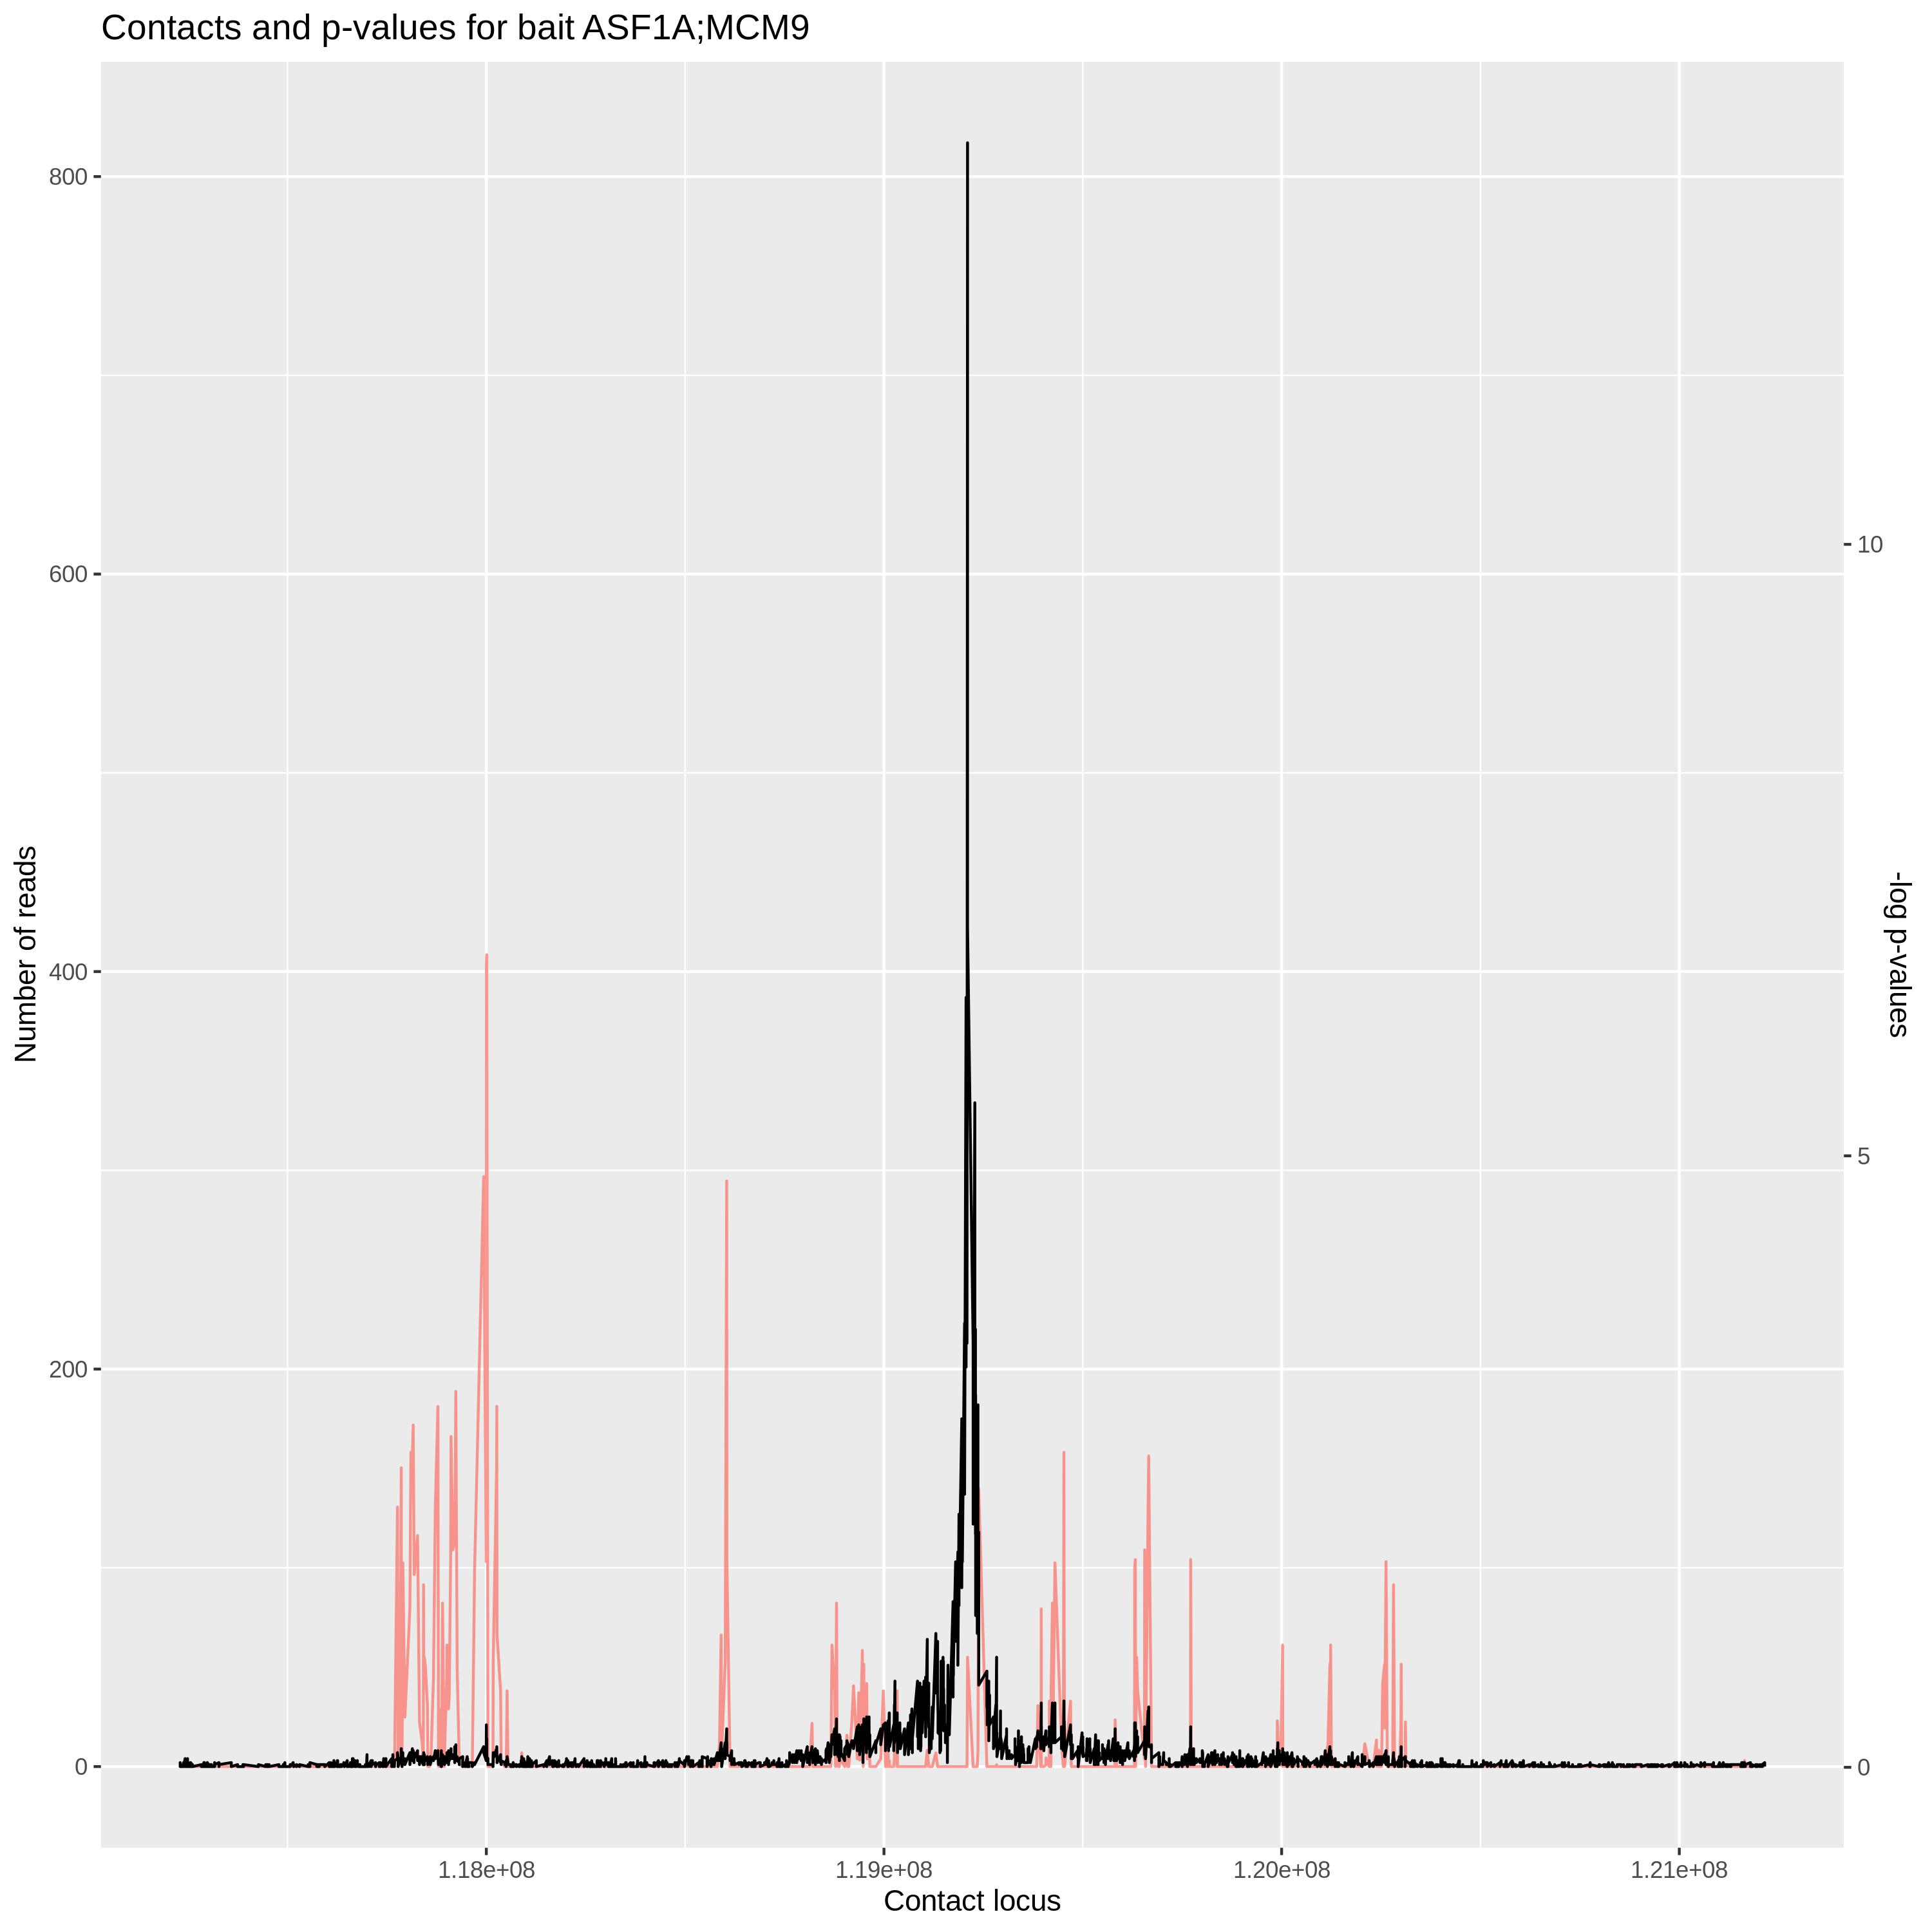 Contacts and p-values for bait ASF1A;MCM9
800
600
400
200
0
Number of reads
10
5
0
-log p-values
1.18e+08
1.19e+08
1.20e+08
1.21e+08
Contact locus